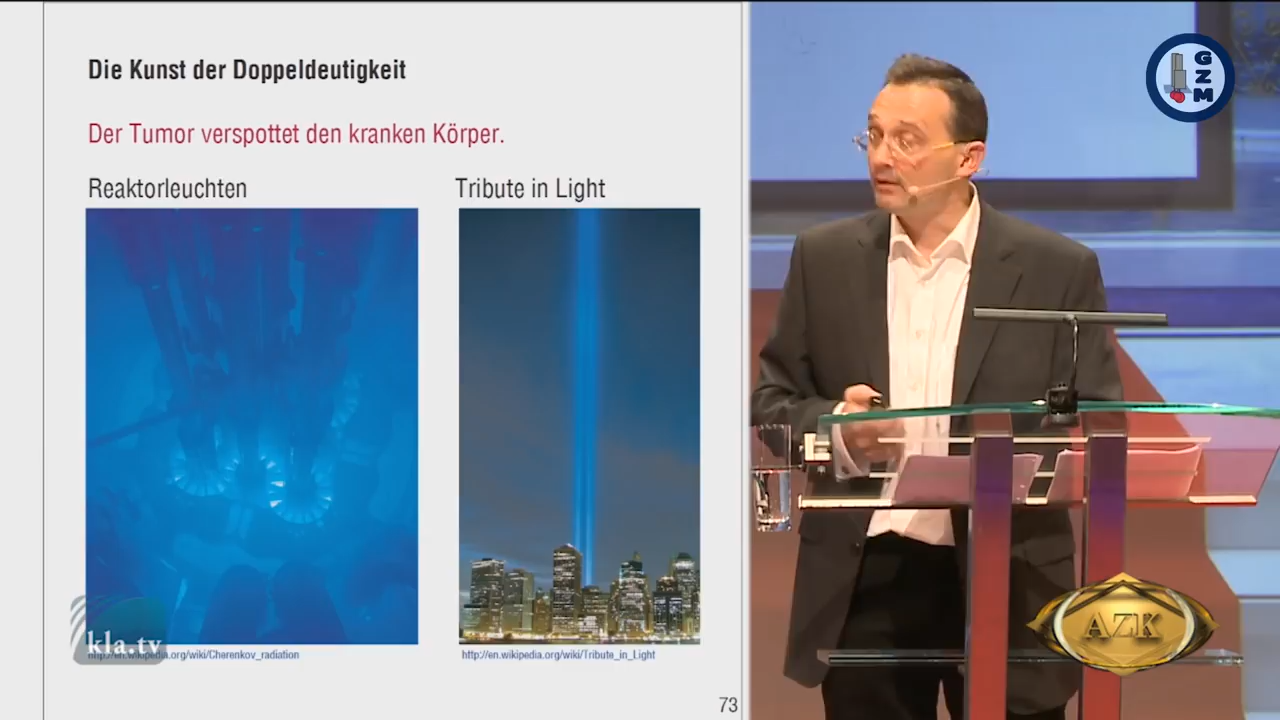 Die Kunst der Doppeldeutigkeit
Der Tumor verspottet den kranken Körper.
Reaktorleuchten
Tribute in Light
kla.tv
http://en.wikipedia.org/wiki/Cherenkov_radiation
http://en.wikipedia.org/wiki/Tribute_in_Light
73
GZM
AZK